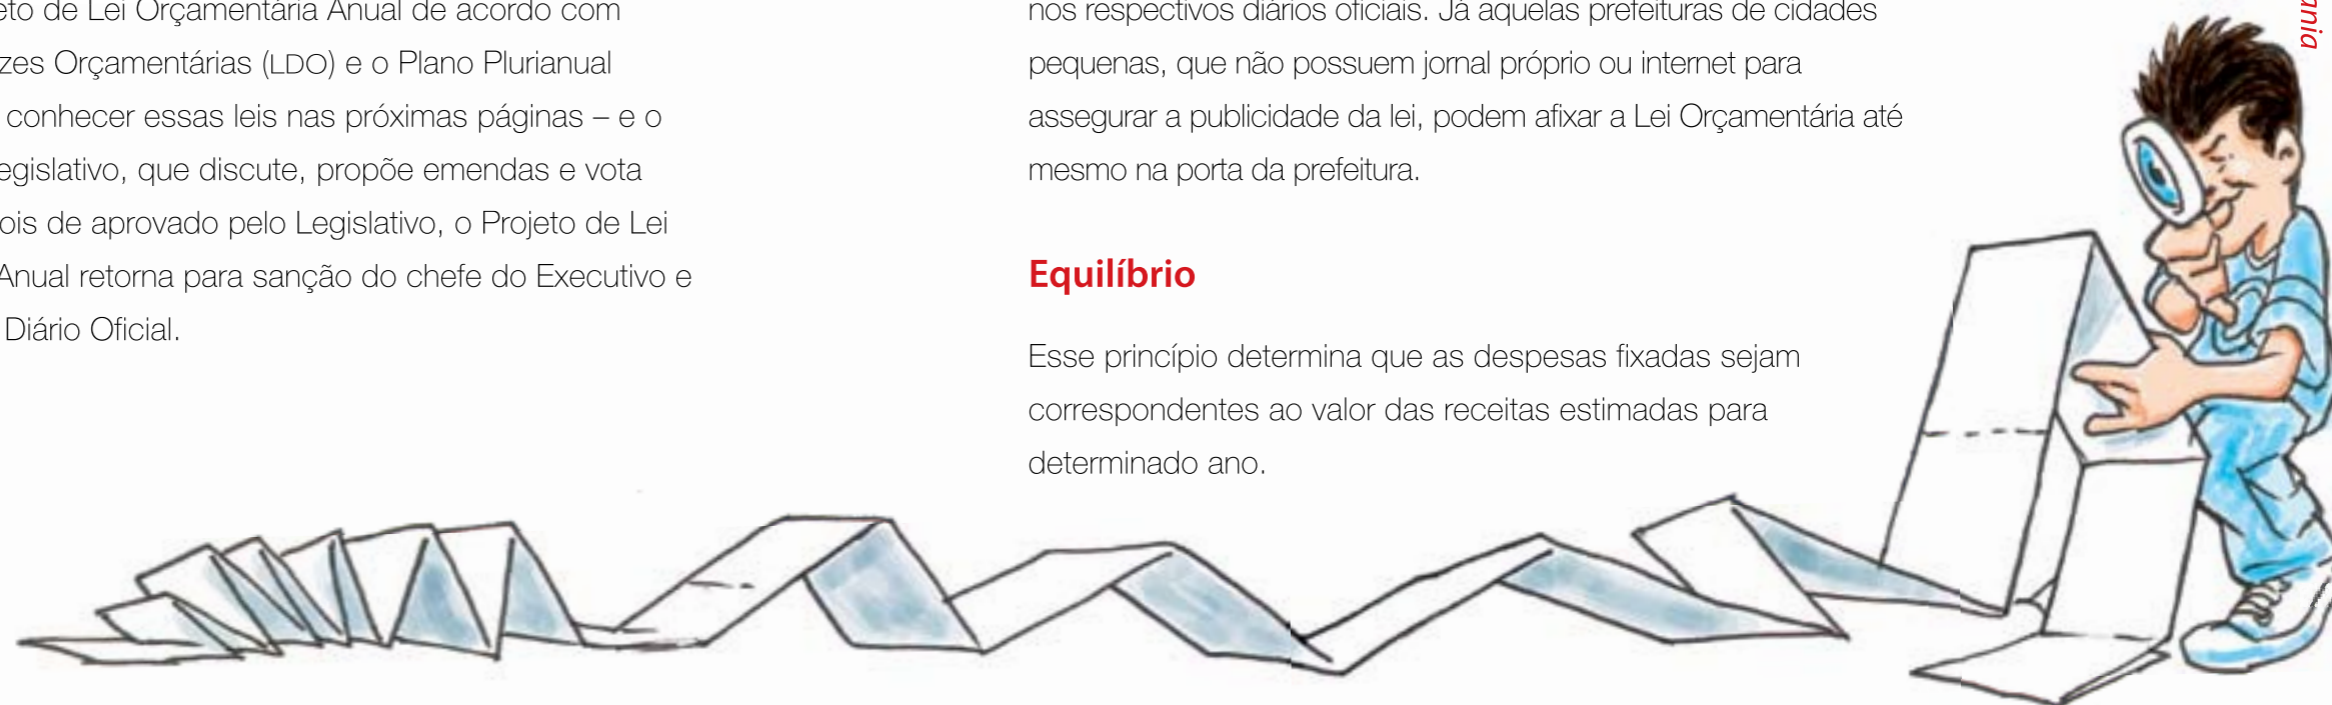 eto de Lei Orçamentária Anual de acordo com
zes Orçamentárias (LDO) e o Plano Plurianual
conhecer essas leis nas próximas páginas – e o
egislativo, que discute, propõe emendas e vota
ois de aprovado pelo Legislativo, o Projeto de Lei
Anual retorna para sanção do chefe do Executivo e
Diário Oficial.
nos respectivos diários oficiais. Já aquelas prefeituras de cidades
pequenas, que não possuem jornal próprio ou internet para
assegurar a publicidade da lei, podem afixar a Lei Orçamentária até
mesmo na porta da prefeitura.
Equilíbrio
Esse princípio determina que as despesas fixadas sejam
correspondentes ao valor das receitas estimadas para
determinado ano.
ania